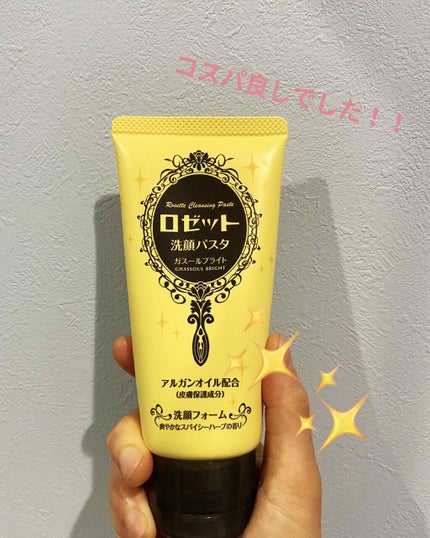 コスパ良しでした！！
Rosette Cleansing Paste
ロゼット
洗顔パスタ
ガスールブライト
GHASSOUL BRIGHT
アルガンオイル配合
(皮膚保護成分)
洗顔フォーム
爽やかなスパイシーハーブの香り